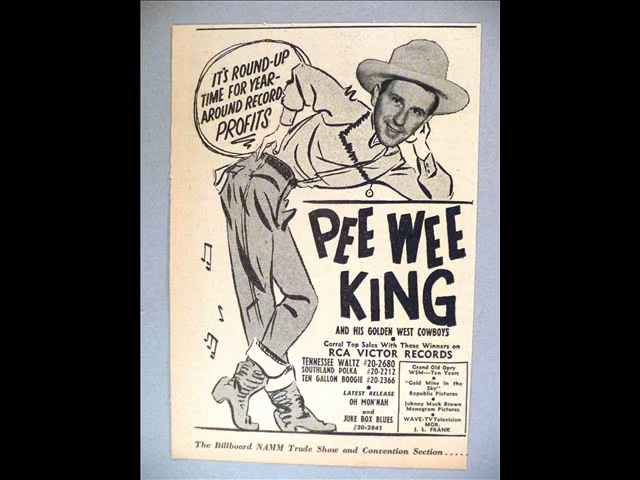 IT'S ROUND-UP
TIME FOR YEAR-
AROUND RECORD
PROFITS
PEE WEE
KING
AND HIS GOLDEN WEST COWBOYS
Corral Top Sales With These Winners on
RCA VICTOR RECORDS
TENNESSEE WALTZ #20-2680
SOUTHLAND POLKA #20-2212
TEN GALLON BOOGIE #20-2366
LATEST RELEASE
OH MON'NAH
and
JUKE BOX BLUES
#20-2841
Grand Old Opry
WSM—Ten Years
"Gold Mine in the
Sky"
Republic Pictures
Johnny Mack Brown
Monogram Pictures
WAVE-TV Television
MGR.
J. L. FRANK
The Billboard NAMM Trade Show and Convention Section.....